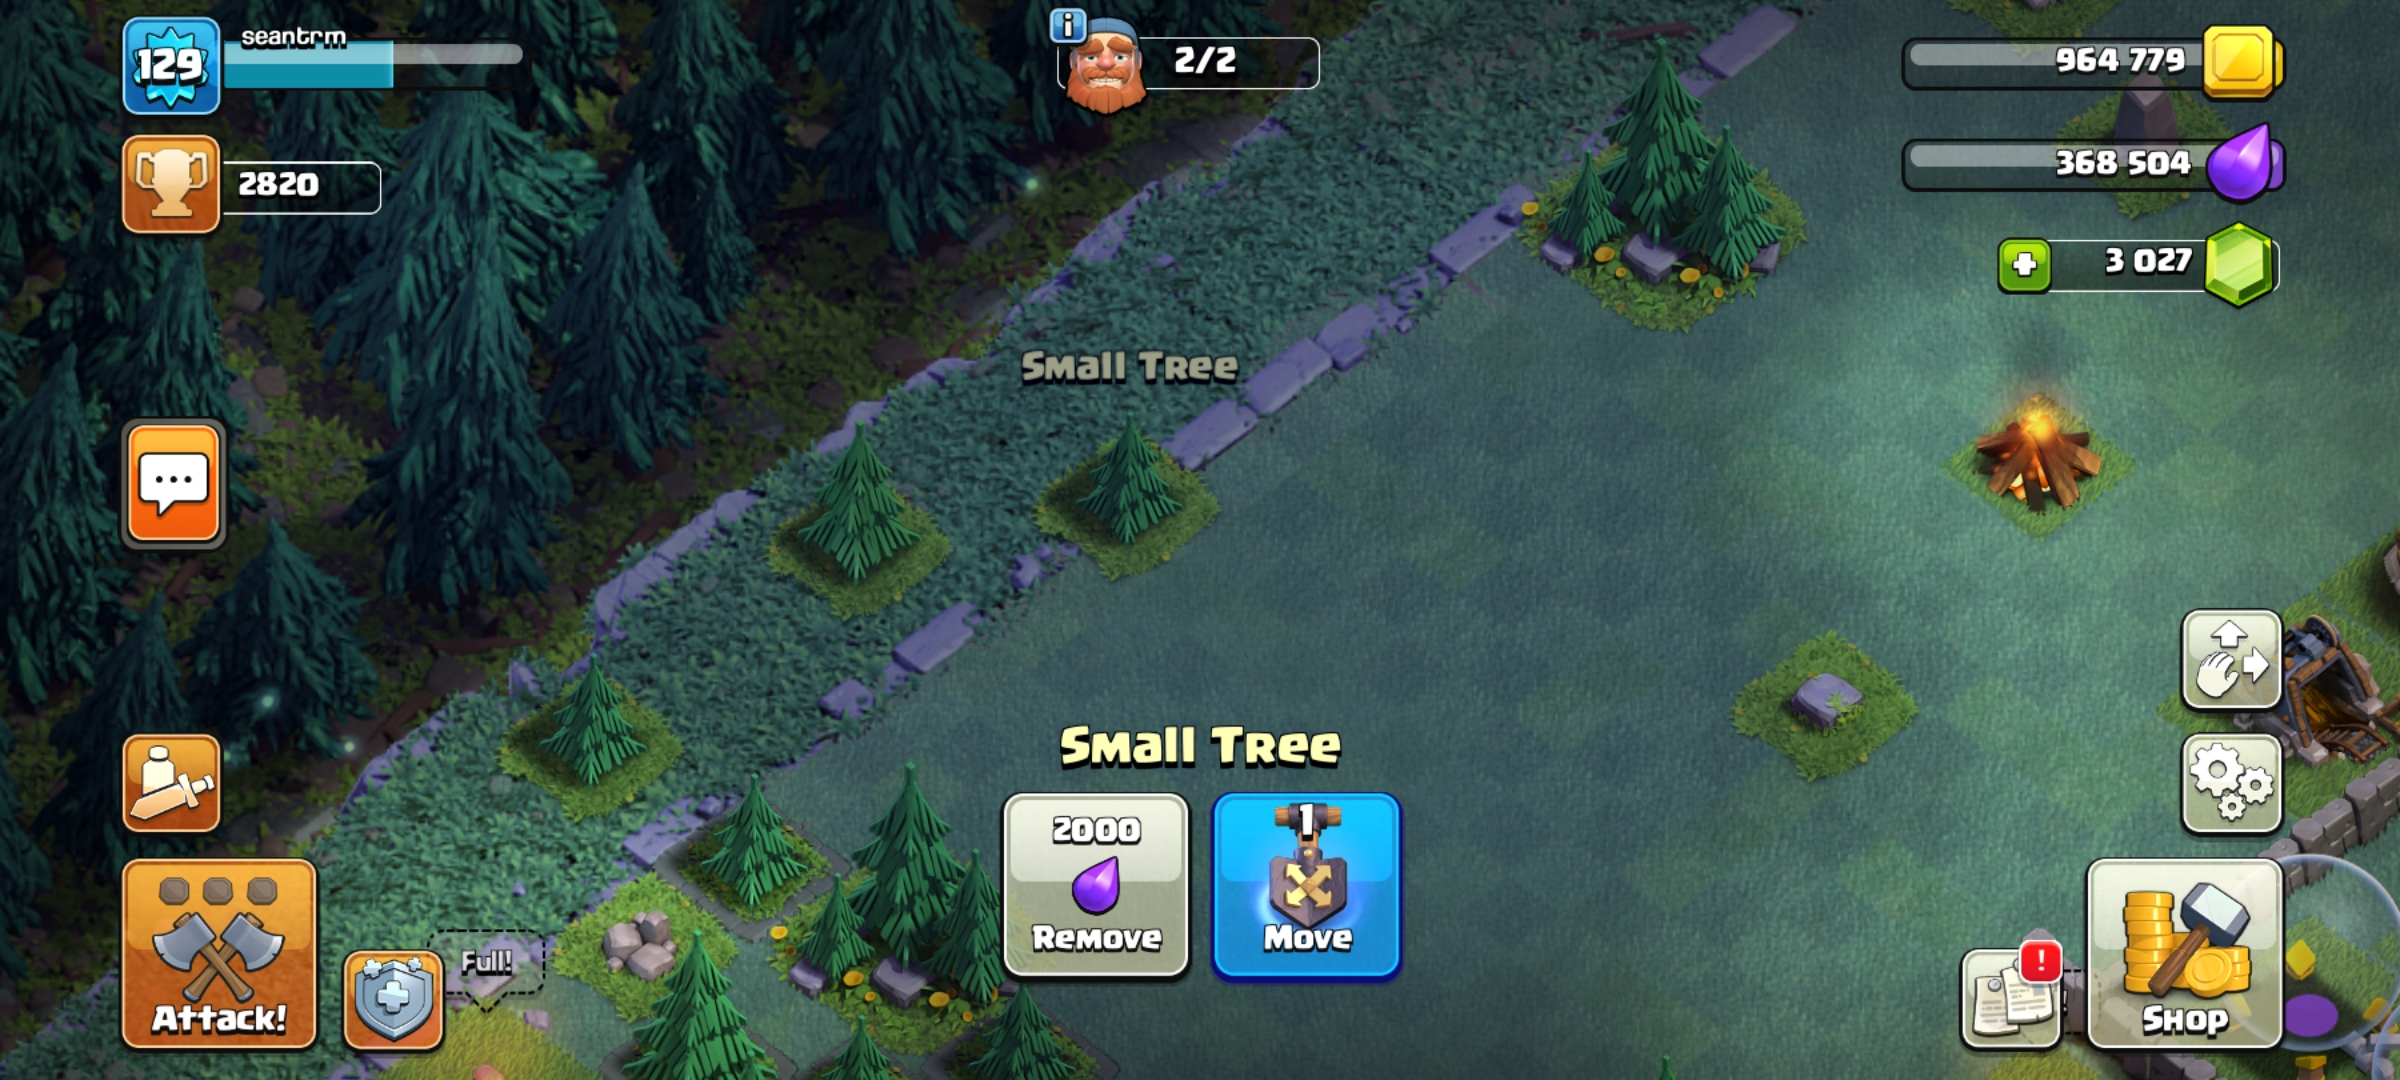 129
seantrm
2820
2/2
964 779
368 504
3 027
Small Tree
Small Tree
2000
Remove
1
Move
Attack!
Full!
Shop
!